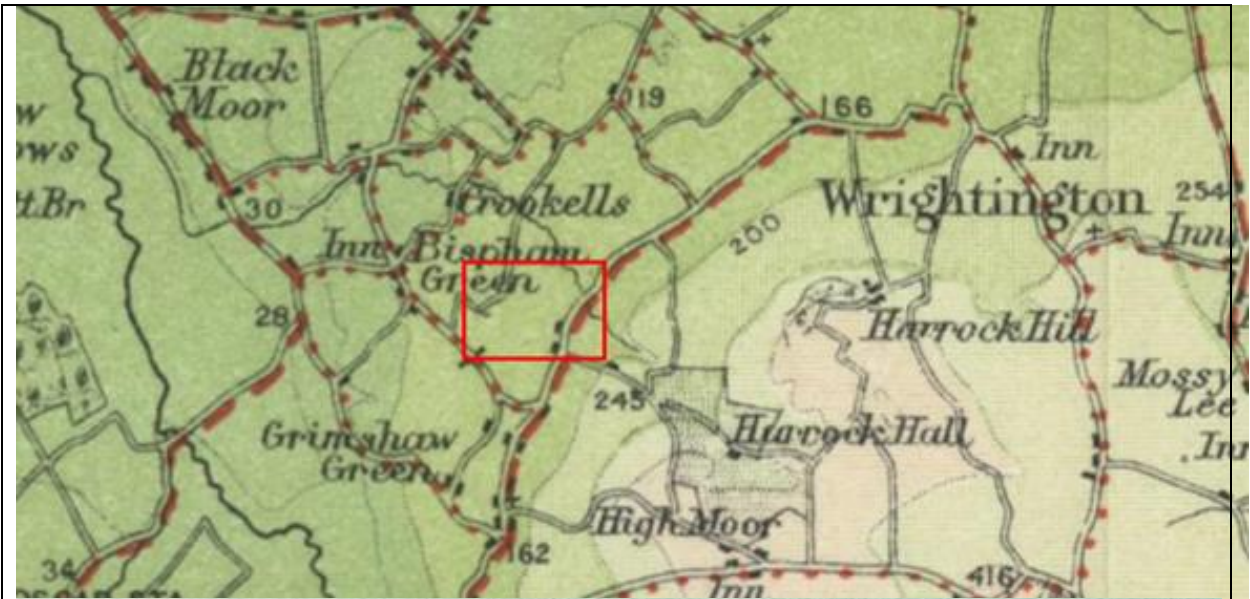 Black
Moor
119
166
Inn
w
ows
tt.Br
Crookells
Wrightington
254
30
200
Inn
Bispham
Green
Inn
28
Harrock Hill
Mossy
Lee
245
Inn
Grimshaw
Green
Harrock Hall
High Moor
162
34
416
Inn